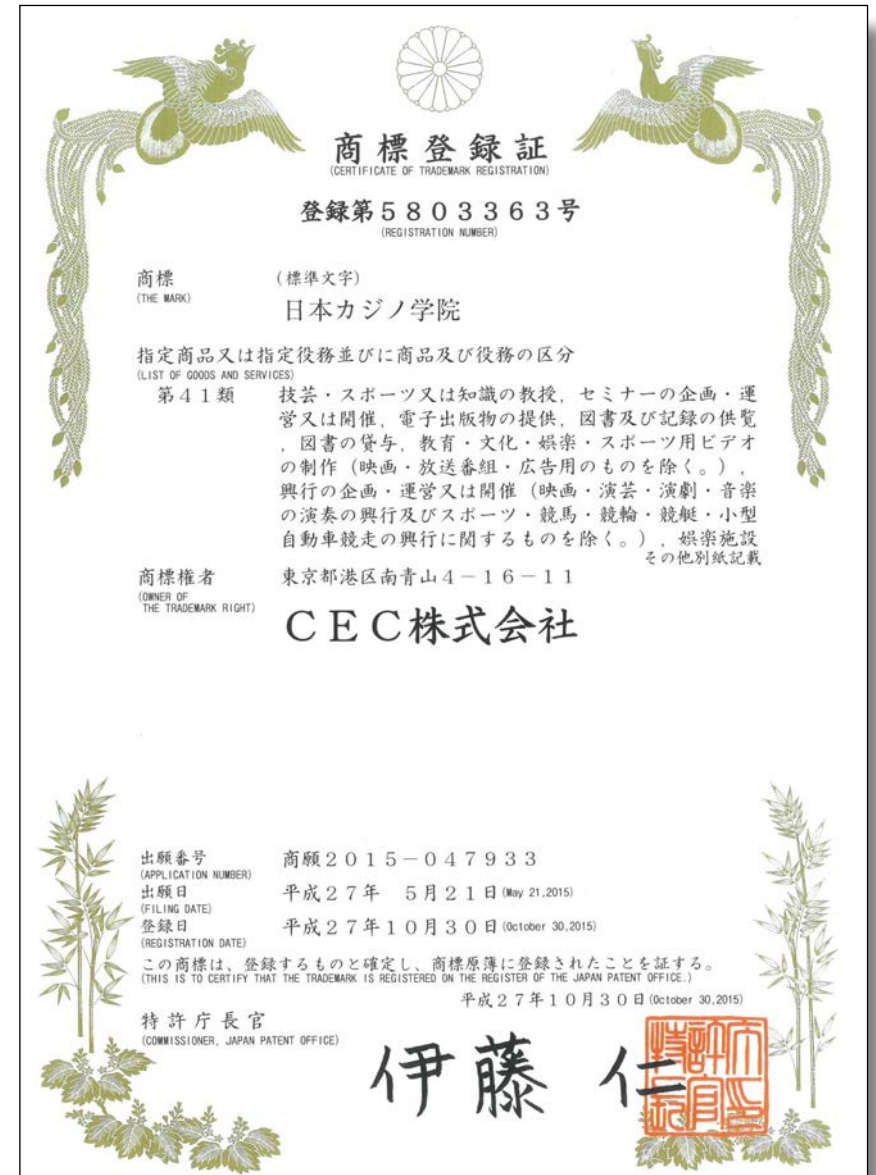 商標登録証
(CERTIFICATE OF TRADEMARK REGISTRATION)
登録第5803363号
(REGISTRATION NUMBER)
商標
(THE MARK)
(標準文字)
日本カジノ学院
指定商品又は指定役務並びに商品及び役務の区分
(LIST OF GOODS AND SERVICES)
第41類 技芸・スポーツ又は知識の教授,セミナーの企画・運
営又は開催,電子出版物の提供,図書及び記録の供覧
,図書の貸与,教育・文化・娯楽・スポーツ用ビデオ
の制作(映画・放送番組・広告用のものを除く。),
興行の企画・運営又は開催(映画・演芸・演劇・音楽
の演奏の興行及びスポーツ・競馬・競輪・競艇・小型
自動車競走の興行に関するものを除く。),娯楽施設
その他別紙記載
商標権者 東京都港区南青山4-16-11
(OWNER OF
THE TRADEMARK RIGHT)
CEC株式会社
出願番号 商願2015-047933
(APPLICATION NUMBER)
出願日 平成27年 5月21日(May 21,2015)
(FILING DATE)
登録日 平成27年10月30日(October 30,2015)
(REGISTRATION DATE)
この商標は、登録するものと確定し、商標原簿に登録されたことを証する。
(THIS IS TO CERTIFY THAT THE TRADEMARK IS REGISTERED ON THE REGISTER OF THE JAPAN PATENT OFFICE.)
平成27年10月30日(October 30,2015)
特許庁長官
(COMMISSIONER, JAPAN PATENT OFFICE)
伊藤 仁